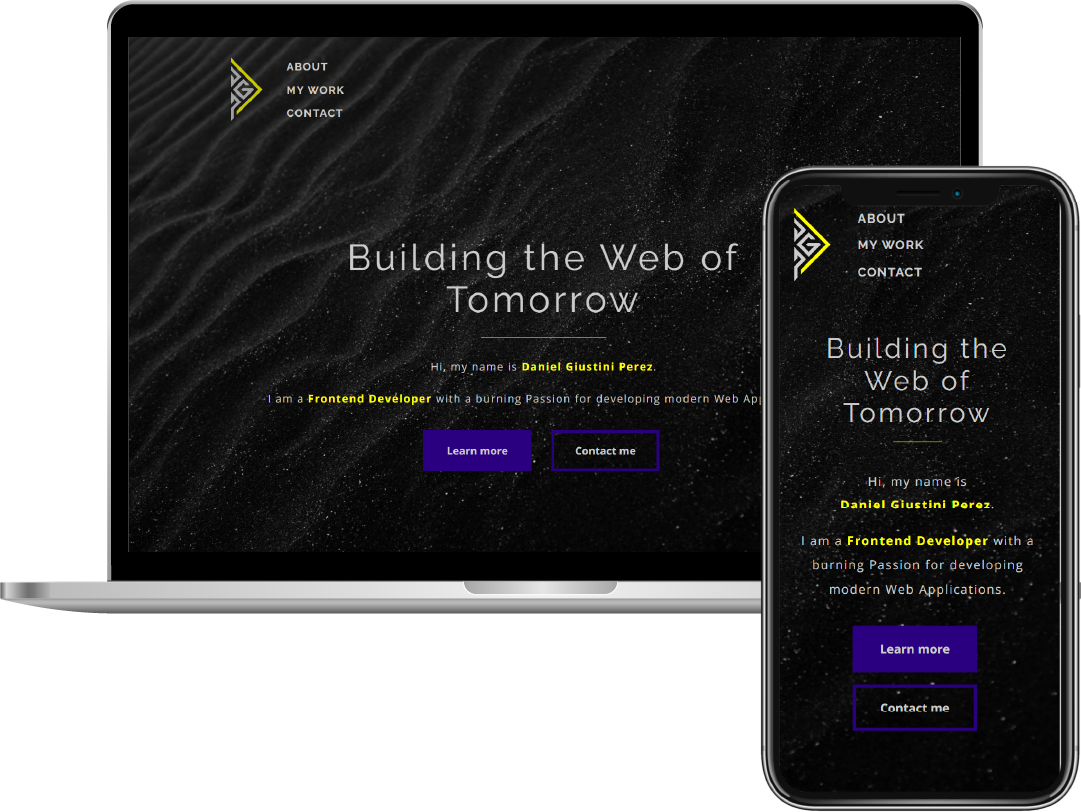 ABOUT
MY WORK
CONTACT
Building the Web of
Tomorrow
Hi, my name is Daniel Giustini Perez.
I am a Frontend Developer with a burning Passion for developing modern Web
Learn more
Contact me
ABOUT
MY WORK
CONTACT
Building the
Web of
Tomorrow
Hi, my name is
Daniel Giustini Perez.
I am a Frontend Developer with a
burning Passion for developing
modern Web Applications.
Learn more
Contact me